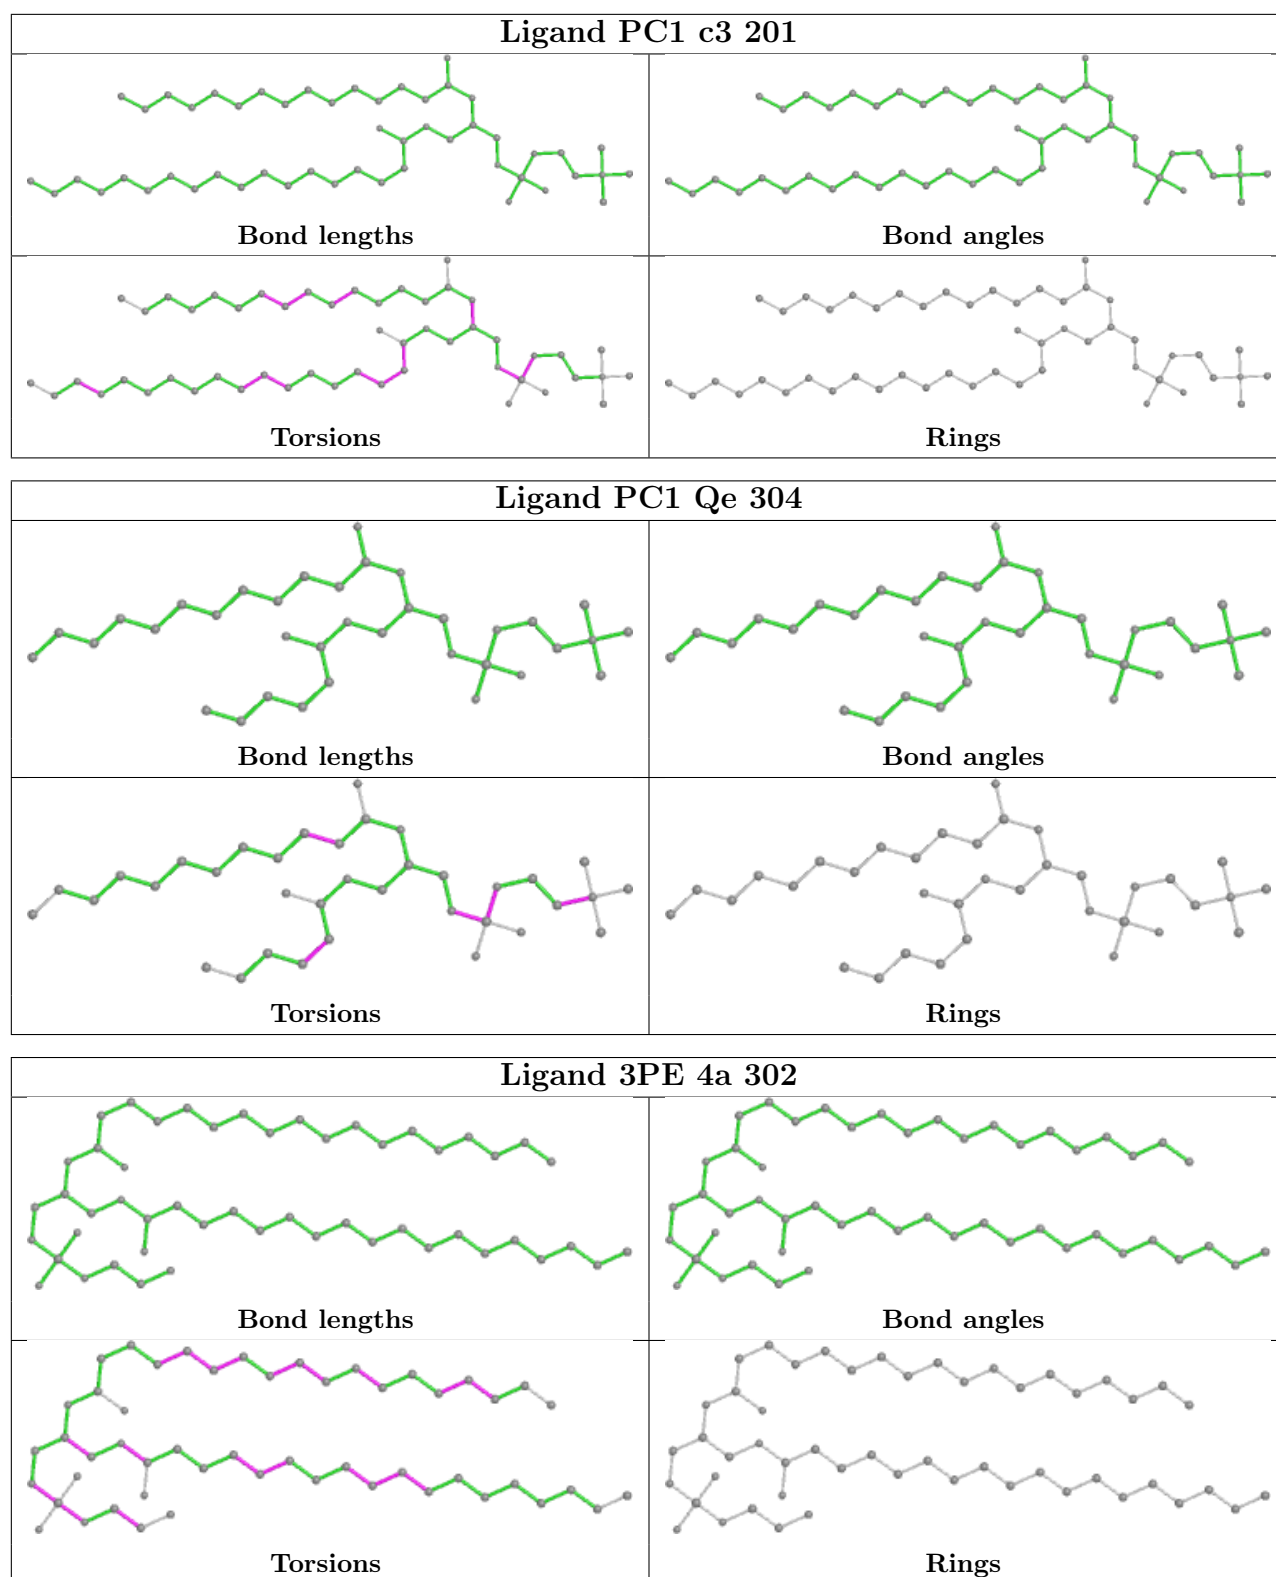 Ligand PC1 c3 201
Bond lengths
Bond angles
Torsions
Rings
Ligand PC1 Qe 304
Bond lengths
Bond angles
Torsions
Rings
Ligand 3PE 4a 302
Bond lengths
Bond angles
Torsions
Rings